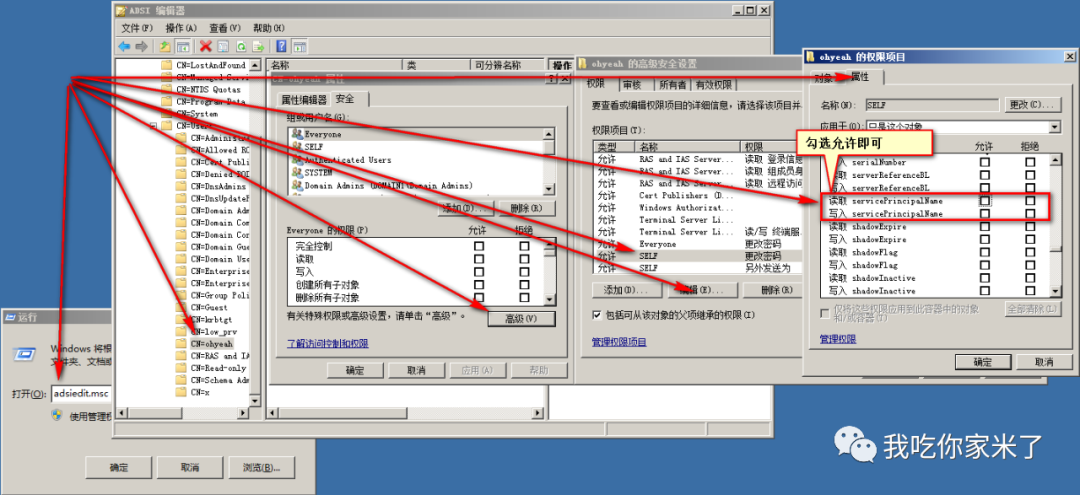 ADSI 编辑器
文件(F) 操作(A) 查看(V) 帮助(H)
CN=LostAndFound
CN=Managed Servi
CN=NTDS Quotas
CN=Program Data
CN=System
CN=Users
CN=Administra
CN=Allowed RO
CN=Cert Publi
CN=Denied ROD
CN=DnsAdmins
CN=DnsUpdateP
CN=Domain Adm
CN=Domain Com
CN=Domain Con
CN=Domain Gue
CN=Domain Use
CN=Enterprise
CN=Enterprise
CN=Group Poli
CN=Guest
CN=krbtgt
CN=low_prv
CN=ohyeah
CN=RAS and IA
CN=Read-only
CN=Schema Adm
CN=x
名称 类 可分辨名称 操作
CN=ohyeah 属性
属性编辑器 安全
组或用户名(G):
Everyone
SELF
Authenticated Users
SYSTEM
Domain Admins (DOMAIN1\Domain Admins)
添加(D)... 删除(R)
Everyone 的权限(P) 允许 拒绝
完全控制
读取
写入
创建所有子对象
删除所有子对象
有关特殊权限或高级设置，请单击“高级”。
高级(V)
了解访问控制和权限
确定 取消 应用(A) 帮助
ohyeah 的高级安全设置
权限 审核 所有者 有效权限
要查看或编辑权限项目的详细信息，请选择该项目并
权限项目(T):
类型 名称 权限
允许 RAS and IAS Server... 读取 登录信息
允许 RAS and IAS Server... 读取 组成员身
允许 RAS and IAS Server... 读取 远程访问
允许 Cert Publishers (D...
允许 Windows Authorizat...
允许 Terminal Server Li...
允许 Terminal Server Li... 读/写 终端服
允许 Everyone 更改密码
允许 SELF 更改密码
允许 SELF 另外发送为
添加(D)... 编辑(E)... 删除(R)
包括可从该对象的父项继承的权限(I)
管理权限项目
ohyeah 的权限项目
对象 属性
名称(N): SELF 更改(C)...
应用于(O): 只是这个对象
勾选允许即可
允许 拒绝
写入 serialNumber
读取 serverReferenceBL
写入 serverReferenceBL
读取 servicePrincipalName
写入 servicePrincipalName
读取 shadowExpire
写入 shadowExpire
读取 shadowFlag
写入 shadowFlag
读取 shadowInactive
写入 shadowInactive
仅将这些权限应用到此容器中的对象
和/或容器(T)
全部清除(L)
管理权限
确定 取消
运行
Windows 将根
文件夹、文档或
打开(O): adsiedit.msc
使用管理权
确定 取消 浏览(B)...
我吃你家米了